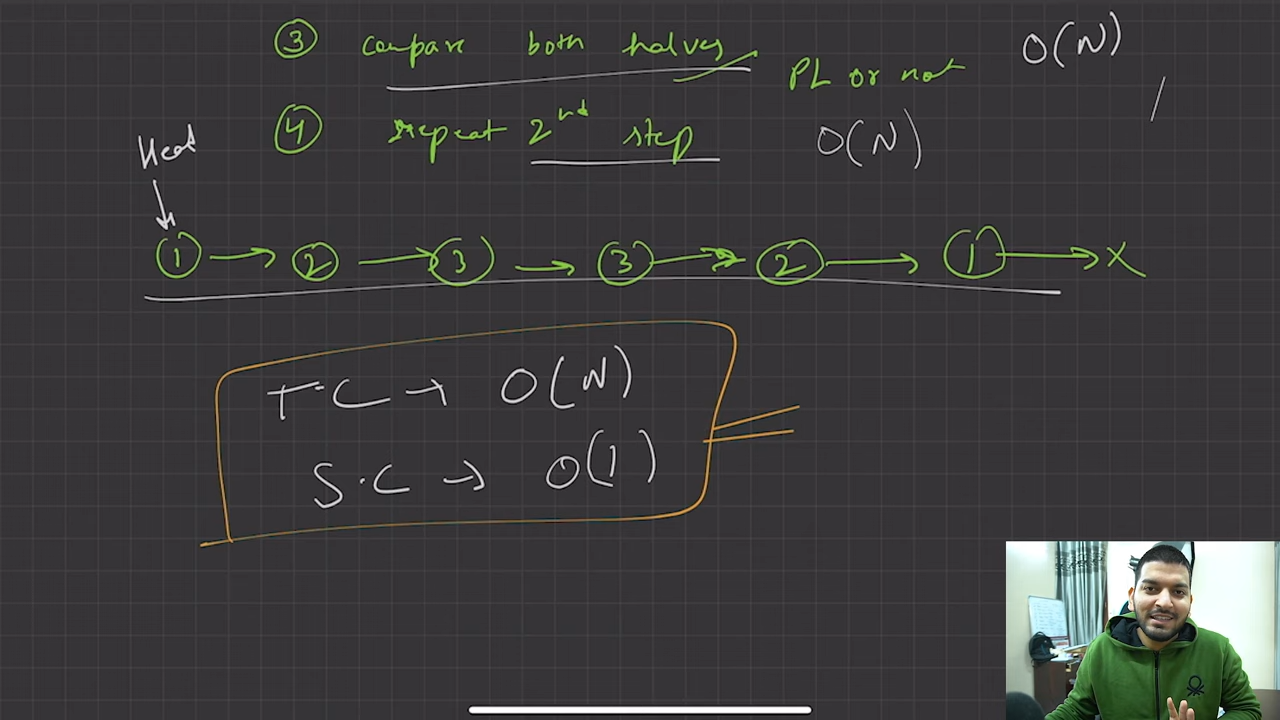 ③ compare both halves
PL or not
O(N)
④ repeat 2nd step
O(N)
Head
1 → 2 → 3 → 3 → 2 → 1 → X
T.C → O(N)
S.C → O(1)